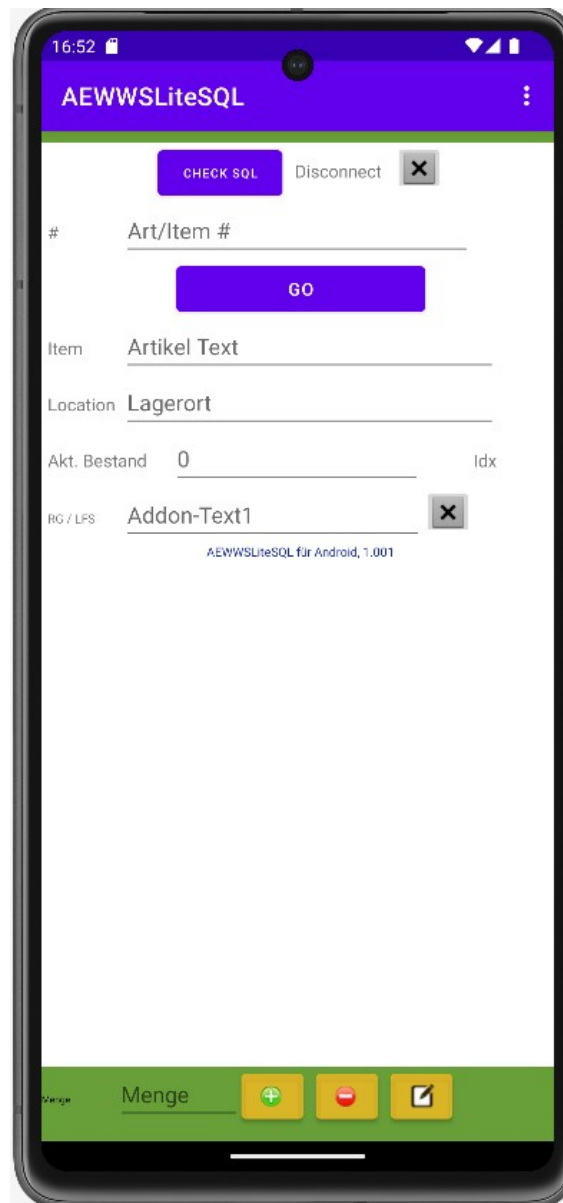 16:52
AEWWSLiteSQL
CHECK SQL Disconnect
# Art/Item #
GO
Item Artikel Text
Location Lagerort
Akt. Bestand 0 Idx
RG / LFS Addon-Text1
AEWWSLiteSQL für Android, 1.001
Menge Menge